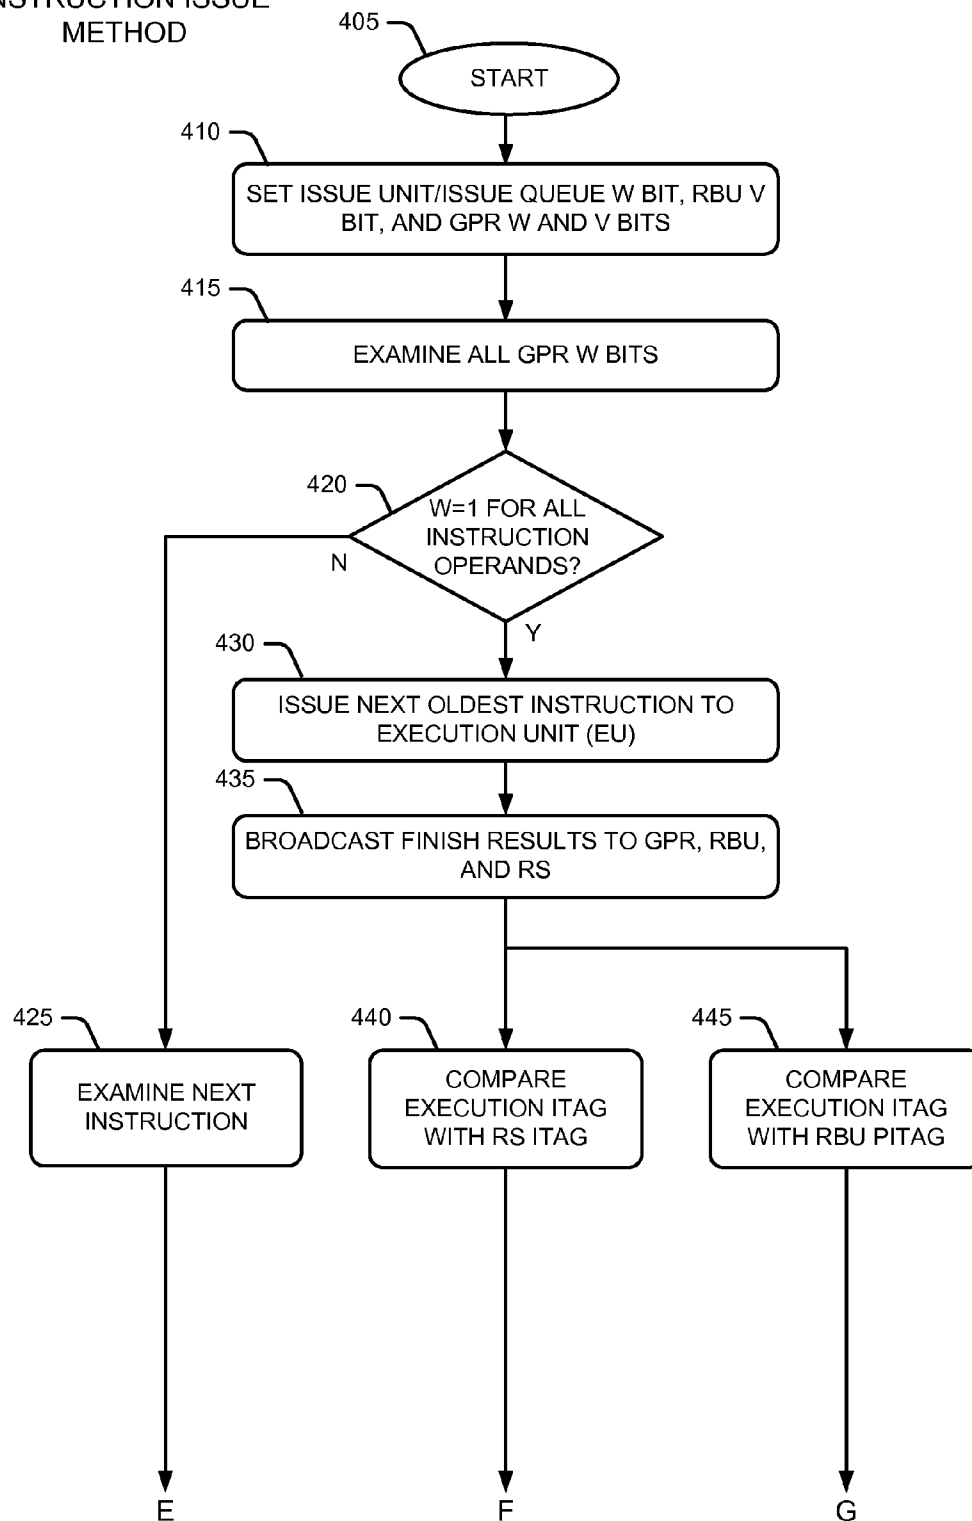 METHOD
405
START
410
SET ISSUE UNIT/ISSUE QUEUE W BIT, RBU V
BIT, AND GPR W AND V BITS
415
EXAMINE ALL GPR W BITS
420
W=1 FOR ALL
INSTRUCTION
OPERANDS?
N
Y
430
ISSUE NEXT OLDEST INSTRUCTION TO
EXECUTION UNIT (EU)
435
BROADCAST FINISH RESULTS TO GPR, RBU,
AND RS
425
EXAMINE NEXT
INSTRUCTION
440
COMPARE
EXECUTION ITAG
WITH RS ITAG
445
COMPARE
EXECUTION ITAG
WITH RBU PITAG
E
F
G